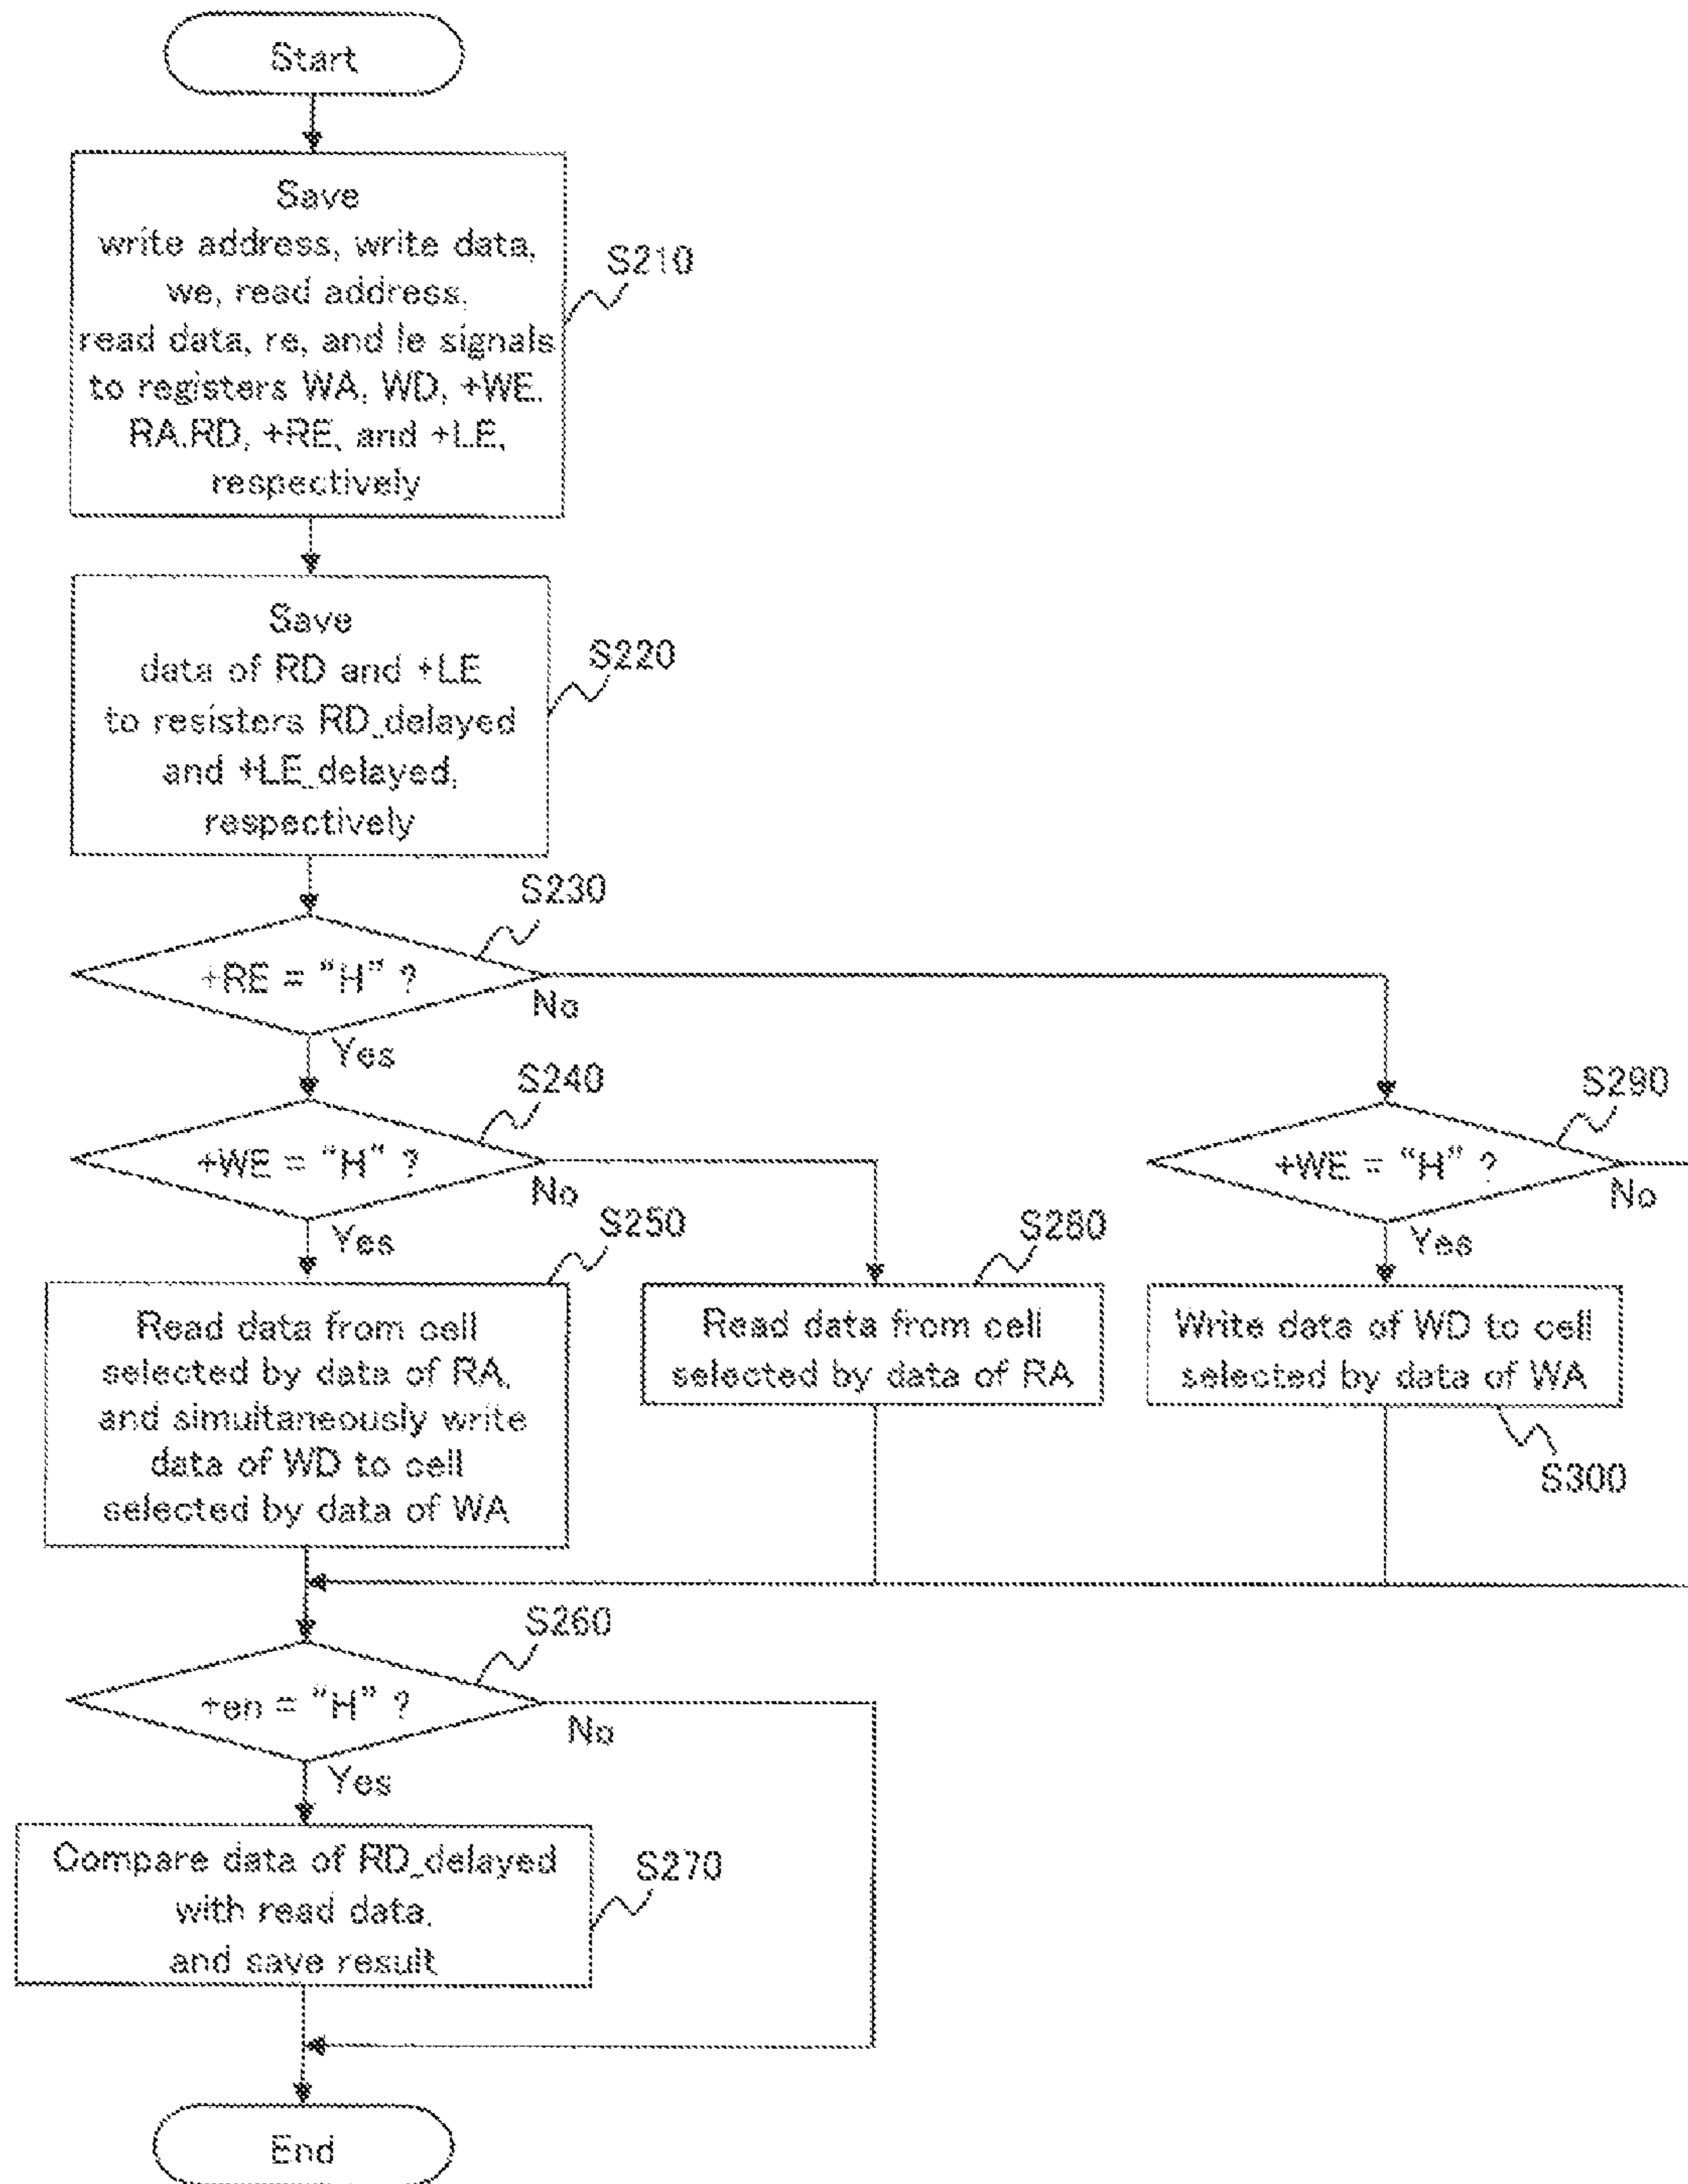 Start
Save
write address, write data,
we, read address,
read data, re, and le signals
to registers WA, WD, +WE,
RA.RD, +RE, and +LE,
respectively
S210
Save
data of RD and +LE
to resisters RD_delayed
and +LE_delayed,
respectively
S220
S230
+RE = “H” ?
No
Yes
S240
+WE = “H” ?
No
Yes
S290
+WE = “H” ?
No
Yes
S250
Read data from cell
selected by data of RA,
and simultaneously write
data of WD to cell
selected by data of WA
S280
Read data from cell
selected by data of RA
Write data of WD to cell
selected by data of WA
S300
S260
+en = “H” ?
No
Yes
Compare data of RD_delayed
with read data,
and save result
S270
End